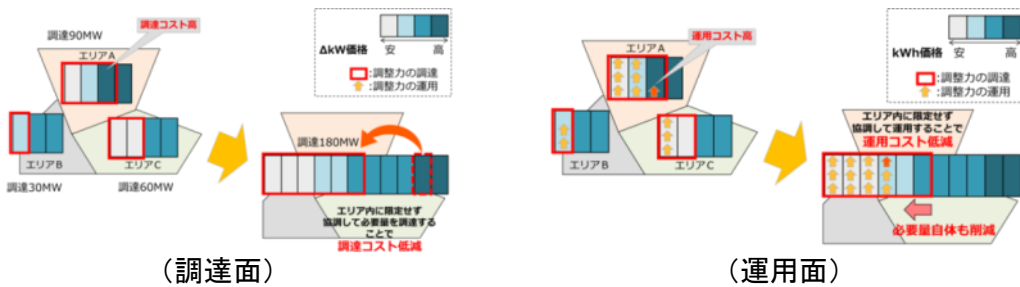 調達コスト高
調達90MW
エリアA
ΔkW価格
安
高
:調整力の調達
:調整力の運用
エリアB
エリアC
調達30MW
調達60MW
調達180MW
エリア内に限定せず
協調して必要量を調達する
ことで
調達コスト低減
（調達面）
運用コスト高
エリアA
kWh価格
安
高
:調整力の調達
:調整力の運用
エリアB
エリアC
エリア内に限定せず
協調して運用することで
運用コスト低減
必要量自体も削減
（運用面）